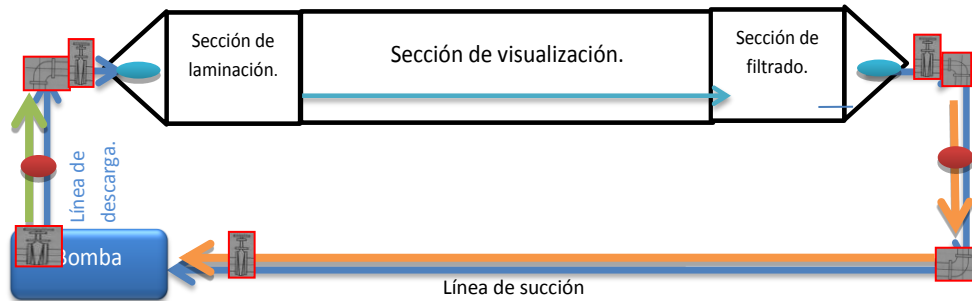 Sección de
laminación.
Sección de visualización.
Sección de
filtrado.
Línea de
descarga.
Bomba
Línea de succión